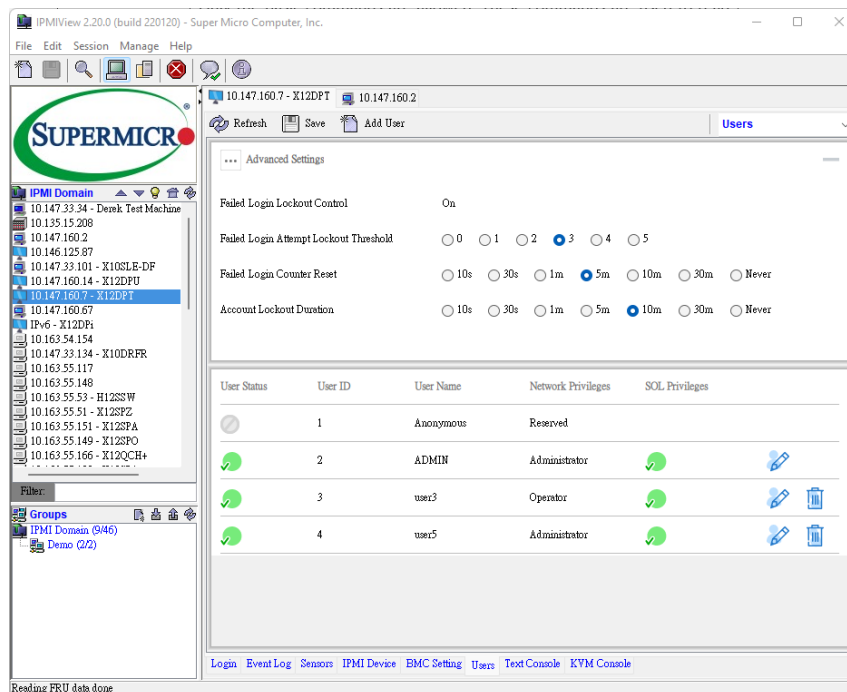 IPMIView 2.20.0 (build 220120) - Super Micro Computer, Inc.
File Edit Session Manage Help
10.147.160.7 - X12DPT 10.147.160.2
Refresh Save Add User Users
SUPERMICR
®
... Advanced Settings
Failed Login Lockout Control On
Failed Login Attempt Lockout Threshold 0 1 2 3 4 5
Failed Login Counter Reset 10s 30s 1m 5m 10m 30m Never
Account Lockout Duration 10s 30s 1m 5m 10m 30m Never
IPMI Domain
10.147.33.34 - Derek Test Machine
10.135.15.208
10.147.160.2
10.146.125.87
10.147.33.101 - X10SLE-DF
10.147.160.14 - X12DPU
10.147.160.7 - X12DPT
10.147.160.67
IPv6 - X12DPi
10.163.54.154
10.147.33.134 - X10DRFR
10.163.55.117
10.163.55.148
10.163.55.53 - H12SSW
10.163.55.51 - X12SPZ
10.163.55.151 - X12SPA
10.163.55.149 - X12SPO
10.163.55.166 - X12QCH+
Filter:
Groups
IPMI Domain (9/46)
Demo (2/2)
User Status User ID User Name Network Privileges SOL Privileges
1 Anonymous Reserved
2 ADMIN Administrator
3 user3 Operator
4 user5 Administrator
Login Event Log Sensors IPMI Device BMC Setting Users Text Console KVM Console
Reading FRU data done